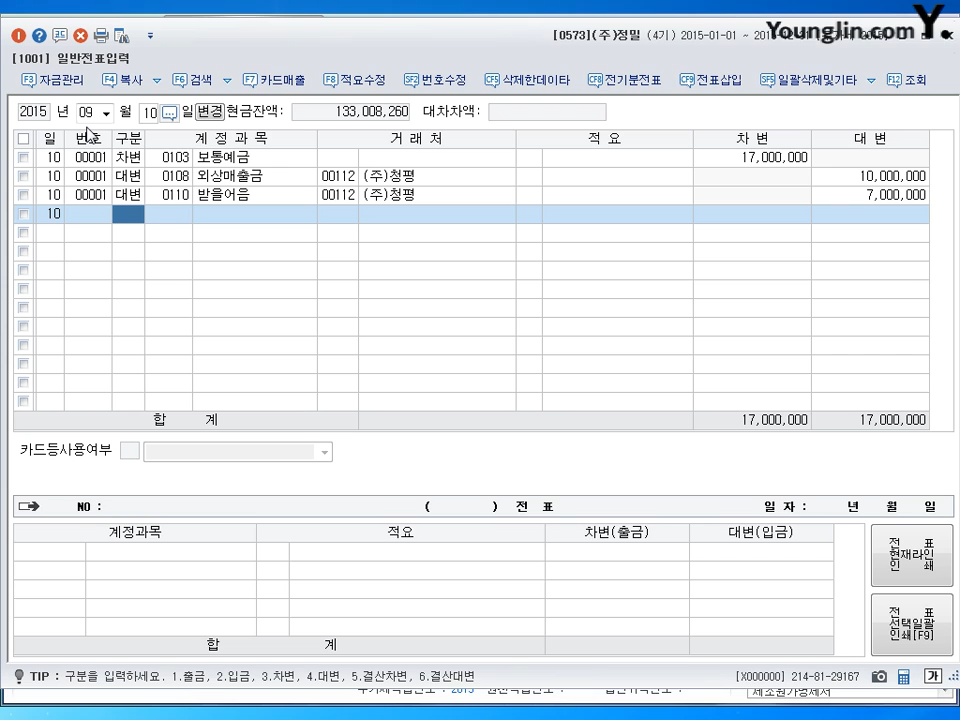 Younglin.com Y.
[0573](주)정밀 (4기) 2015-01-01 ~
[1001] 일반전표입력
F3 자금관리 F4 복사 F6 검색 F7 카드매출 F8 적요수정 SF2 번호수정 CF5 삭제한데이타 CF8 전기분전표 CF9 전표삽입 SF5 일괄삭제및기타 F12 조회
2015 년 09 월 10 ... 일 변경 현금잔액: 133,008,260 대차차액:
일 번호 구분 계 정 과 목 거 래 처 적 요 차 변 대 변
10 00001 차변 0103 보통예금 17,000,000
10 00001 대변 0108 외상매출금 00112 (주)청평 10,000,000
10 00001 대변 0110 받을어음 00112 (주)청평 7,000,000
10
합 계 17,000,000 17,000,000
카드등사용여부
NO : ( ) 전 표 일 자 : 년 월 일
계정과목 적요 차변(출금) 대변(입금)
전 표
현재라인
인 쇄
전 표
선택일괄
인쇄[F9]
합 계
TIP : 구분을 입력하세요. 1.출금, 2.입금, 3.차변, 4.대변, 5.결산차변, 6.결산대변 [X000000] 214-81-29167 가
2015 제조원가명세서